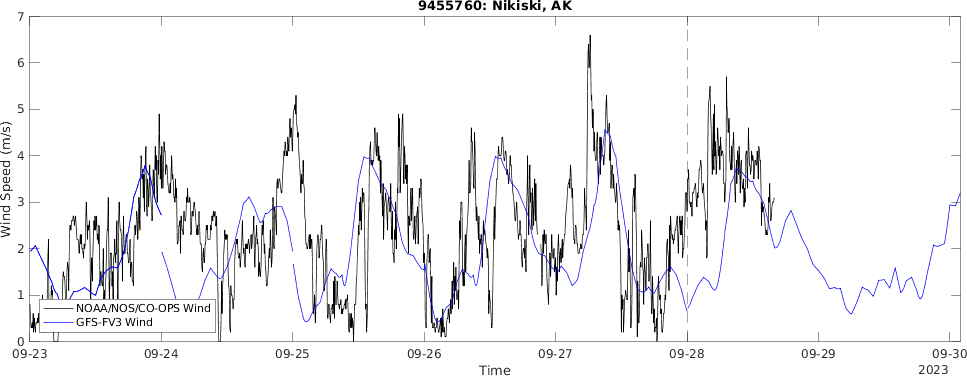 9455760: Nikiski, AK
7
6
5
4
3
2
1
0
Wind Speed (m/s)
NOAA/NOS/CO-OPS Wind
GFS-FV3 Wind
09-23 09-24 09-25 09-26 09-27 09-28 09-29 09-30
Time
2023